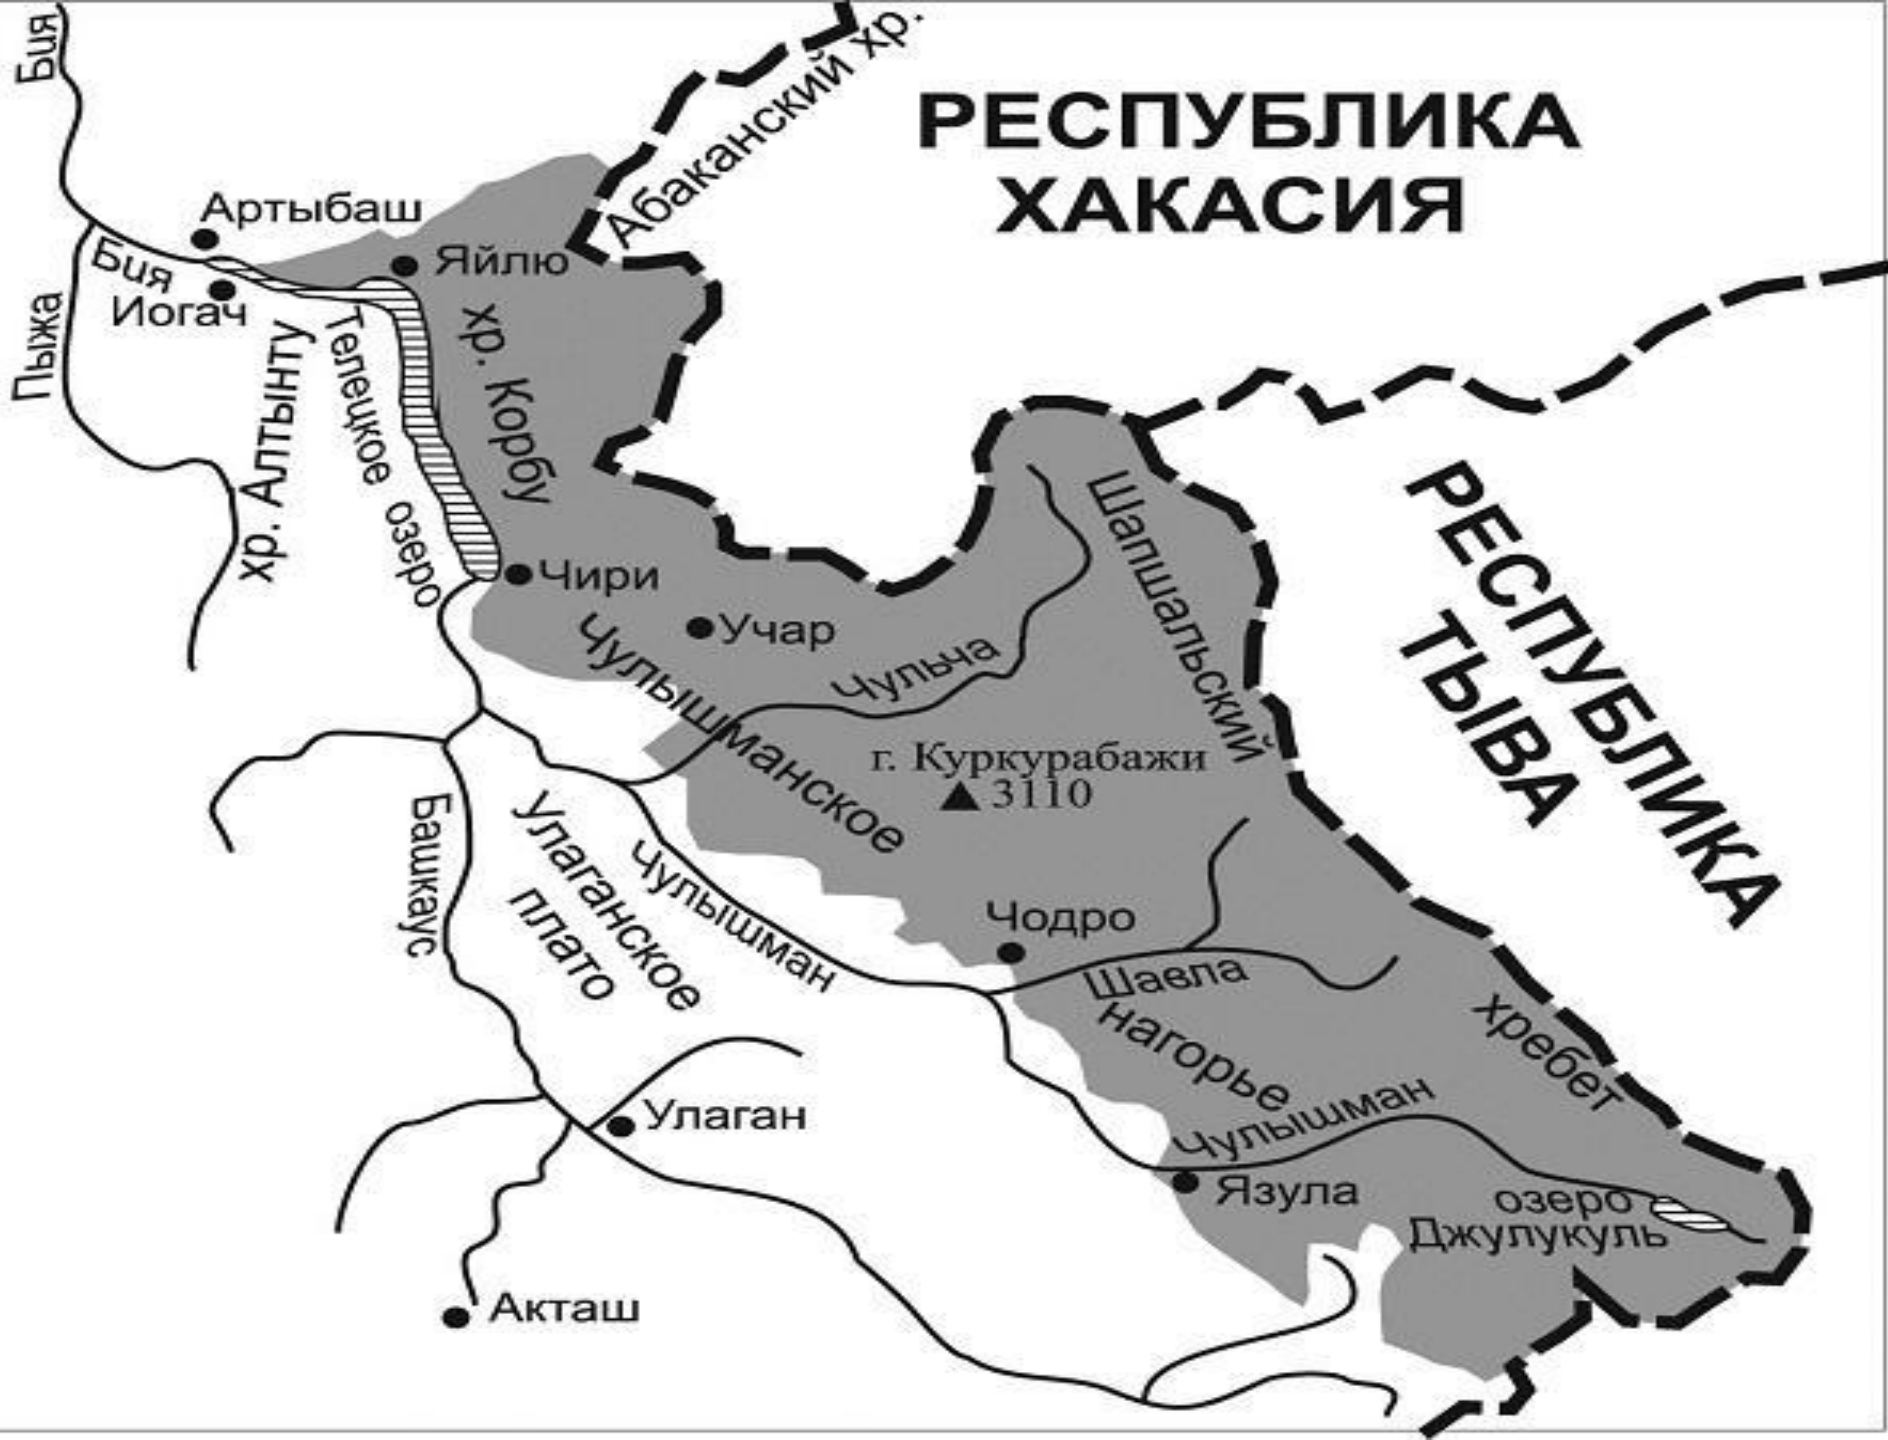 Бия
Абаканский хр.
РЕСПУБЛИКА
ХАКАСИЯ
Артыбаш
Бия
Яйлю
Иогач
Пыжа
хр. Алтынту
Телецкое озеро
хр. Корбу
Чири
Учар
Чульча
Шапшальский
РЕСПУБЛИКА
ТЫВА
Чулышманское
г. Куркурабажи
3110
Башкаус
Улаганское
плато
Чулышман
Чодро
Шавла
нагорье
хребет
Чулышман
Улаган
Язула
озеро
Джулукуль
Акташ